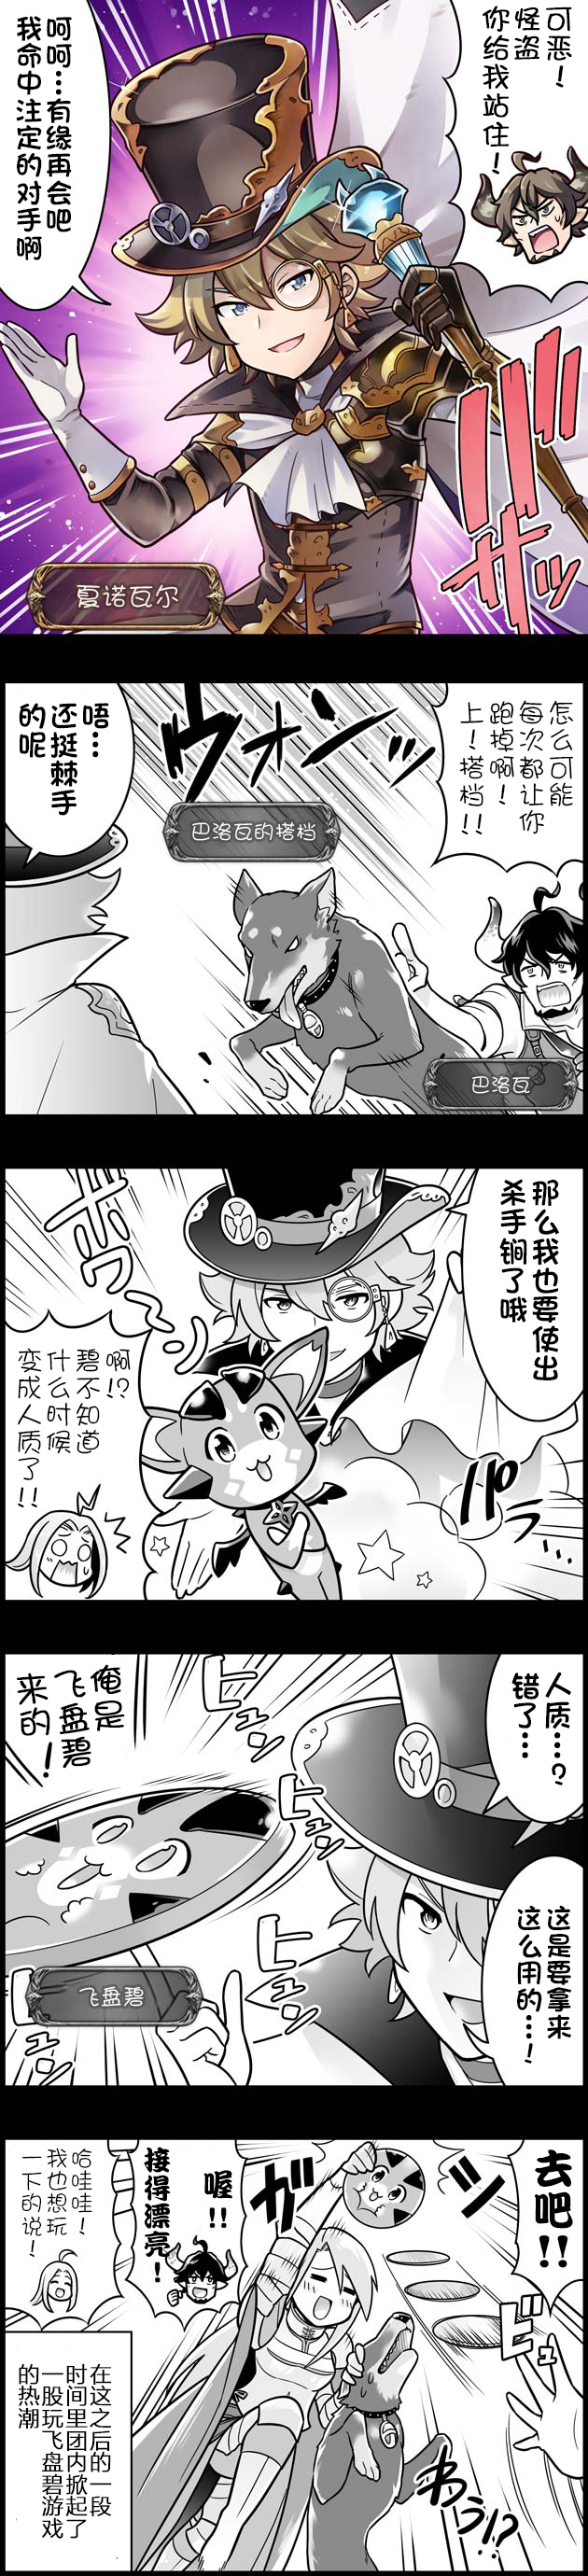 可恶！
怪盗
你给我站住！
呵呵…有缘再会吧
我命中注定的对手啊
ザッ
夏诺瓦尔
怎么可能
每次都让你
跑掉啊！
上！搭档！！
ウォンッ
唔…
还挺棘手
的呢
巴洛瓦的搭档
巴洛瓦
那么我也要使出
杀手锏了哦
ホワ〜ン
啊!?
碧不知道
什么时候
变成人质了！！
パラ…
人质…？
错了…
俺是
飞盘碧
来的！
ヒュン
ヒュン
ヒュン
这是要拿来
这么用的…！
飞盘碧
去吧！！
ガッ
喔！！
接得漂亮！
哈哇哇！
我也想玩
一下的说！
わう!?
在这之后的一段
时间里团内掀起了
一股玩飞盘碧游戏
的热潮